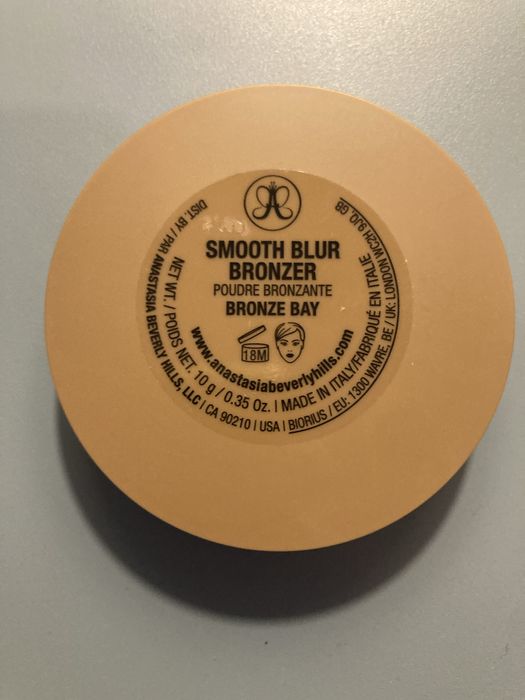 SMOOTH BLUR
BRONZER
POUDRE BRONZANTE
BRONZE BAY
18M
www.anastasiabeverlyhills.com
NET WT. / POIDS NET. 10 g / 0.35 Oz. | MADE IN ITALY/FABRIQUÉ EN ITALIE
DIST. BY / PAR ANASTASIA BEVERLY HILLS, LLC | CA 90210 | USA | BIORIUS / EU: 1300 WAVRE, BE / UK: LONDON WC2H 9JQ, GB